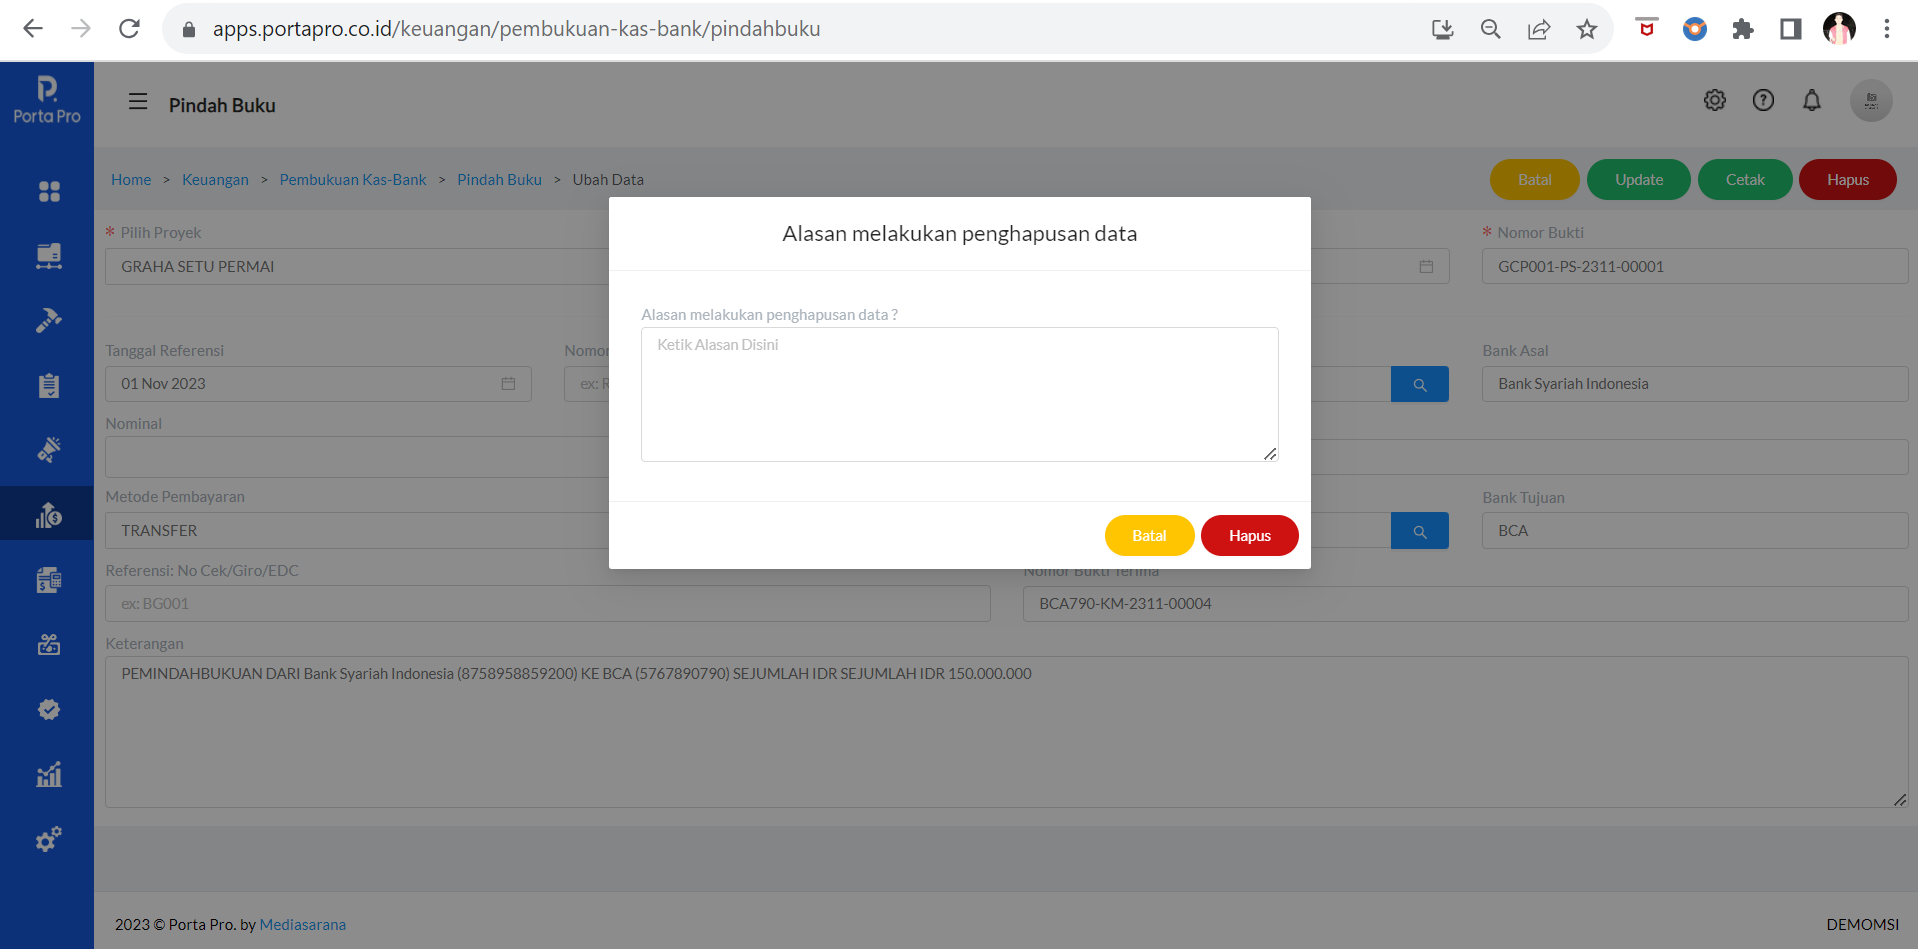 apps.portapro.co.id/keuangan/pembukuan-kas-bank/pindahbuku
P.
Porta Pro
Pindah Buku
Home > Keuangan > Pembukuan Kas-Bank > Pindah Buku > Ubah Data
Batal
Update
Cetak
Hapus
Alasan melakukan penghapusan data
* Pilih Proyek
* Nomor Bukti
GRAHA SETU PERMAI
GCP001-PS-2311-00001
Alasan melakukan penghapusan data ?
Ketik Alasan Disini
Tanggal Referensi
Nomor
Bank Asal
01 Nov 2023
ex: R
Bank Syariah Indonesia
Nominal
Metode Pembayaran
Bank Tujuan
TRANSFER
BCA
Batal
Hapus
Referensi: No Cek/Giro/EDC
Nomor Bukti Terima
ex: BG001
BCA790-KM-2311-00004
Keterangan
PEMINDAHBUKUAN DARI Bank Syariah Indonesia (8758958859200) KE BCA (5767890790) SEJUMLAH IDR SEJUMLAH IDR 150.000.000
2023 © Porta Pro. by Mediasarana
DEMOMSI